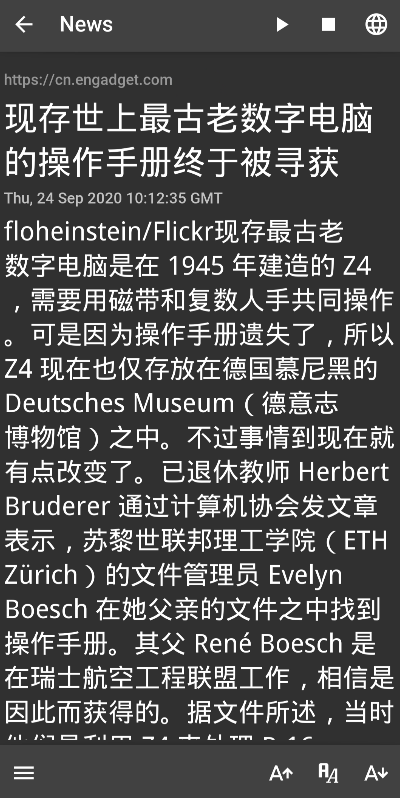 News
https://cn.engadget.com
现存世上最古老数字电脑
的操作手册终于被寻获
Thu, 24 Sep 2020 10:12:35 GMT
floheinstein/Flickr现存最古老
数字电脑是在 1945 年建造的 Z4
，需要用磁带和复数人手共同操作
。可是因为操作手册遗失了，所以
Z4 现在也仅存放在德国慕尼黑的
Deutsches Museum（德意志
博物馆）之中。不过事情到现在就
有点改变了。已退休教师 Herbert
Bruderer 通过计算机协会发文章
表示，苏黎世联邦理工学院（ETH
Zürich）的文件管理员 Evelyn
Boesch 在她父亲的文件之中找到
操作手册。其父 René Boesch 是
在瑞士航空工程联盟工作，相信是
因此而获得的。据文件所述，当时